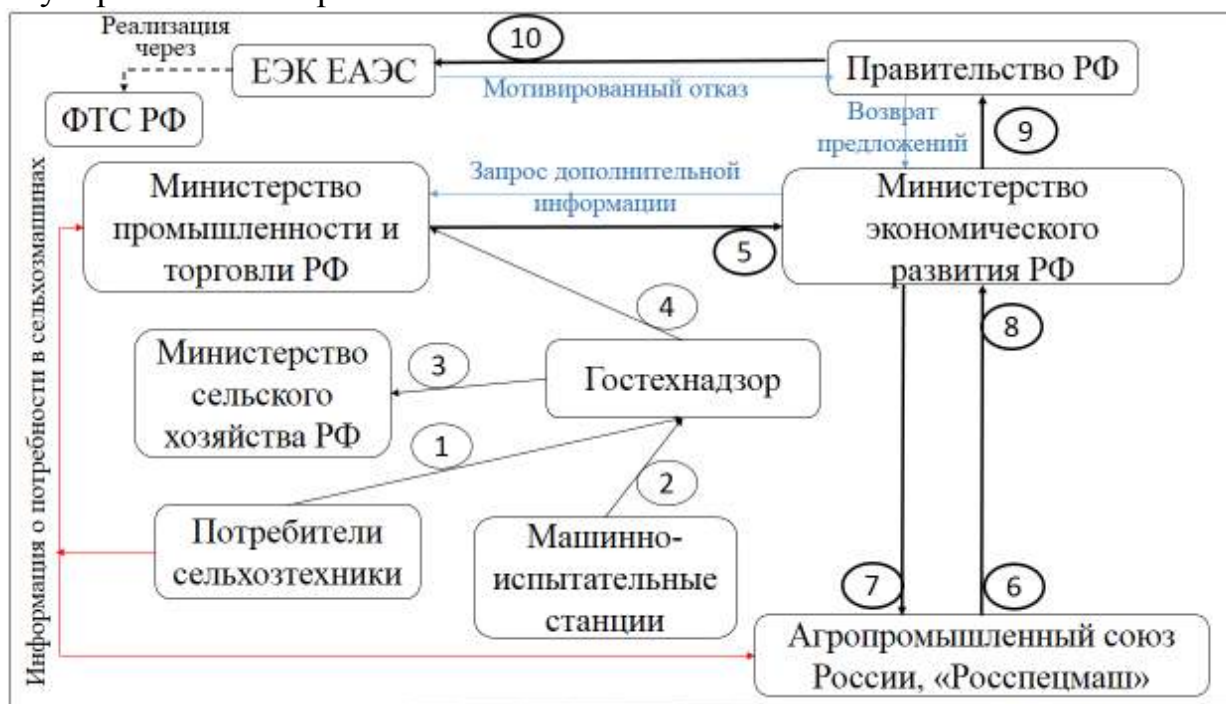 Реализация
через
10
ЕЭК ЕАЭС
Правительство РФ
Мотивированный отказ
ФТС РФ
Возврат
предложений
9
Информация о потребности в сельхозмашинах
Министерство
промышленности и
торговли РФ
Запрос дополнительной
информации
Министерство
экономического
развития РФ
5
4
8
Министерство
сельского
хозяйства РФ
3
Гостехнадзор
1
2
Потребители
сельхозтехники
Машинно-
испытательные
станции
7
6
Агропромышленный союз
России, «Росспецмаш»